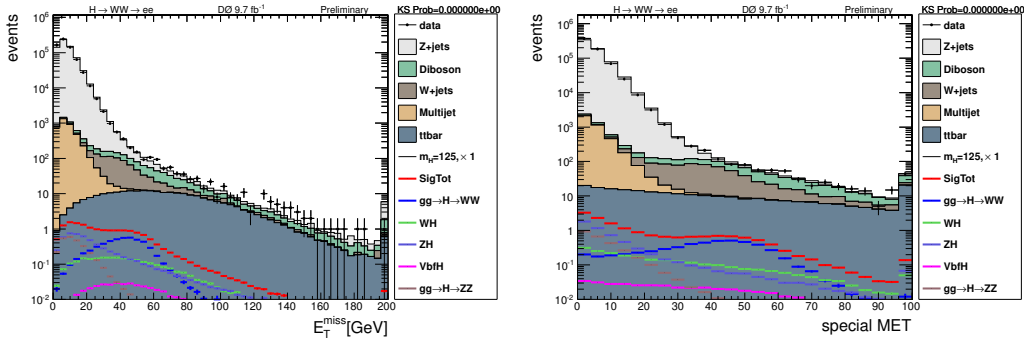 H→WW→ee DØ 9.7 fb⁻¹ Preliminary KS Prob=0.000000e+00
events
10⁶
10⁵
10⁴
10³
10²
10
1
10⁻¹
10⁻²
0 20 40 60 80 100 120 140 160 180 200
E_T^miss[GeV]
data
Z+jets
Diboson
W+jets
Multijet
ttbar
m_H=125,×1
SigTot
gg→H→WW
WH
ZH
VbfH
gg→H→ZZ
H→WW→ee DØ 9.7 fb⁻¹ Preliminary KS Prob=0.000000e+00
events
10⁶
10⁵
10⁴
10³
10²
10
1
10⁻¹
10⁻²
0 10 20 30 40 50 60 70 80 90 100
special MET
data
Z+jets
Diboson
W+jets
Multijet
ttbar
m_H=125,×1
SigTot
gg→H→WW
WH
ZH
VbfH
gg→H→ZZ